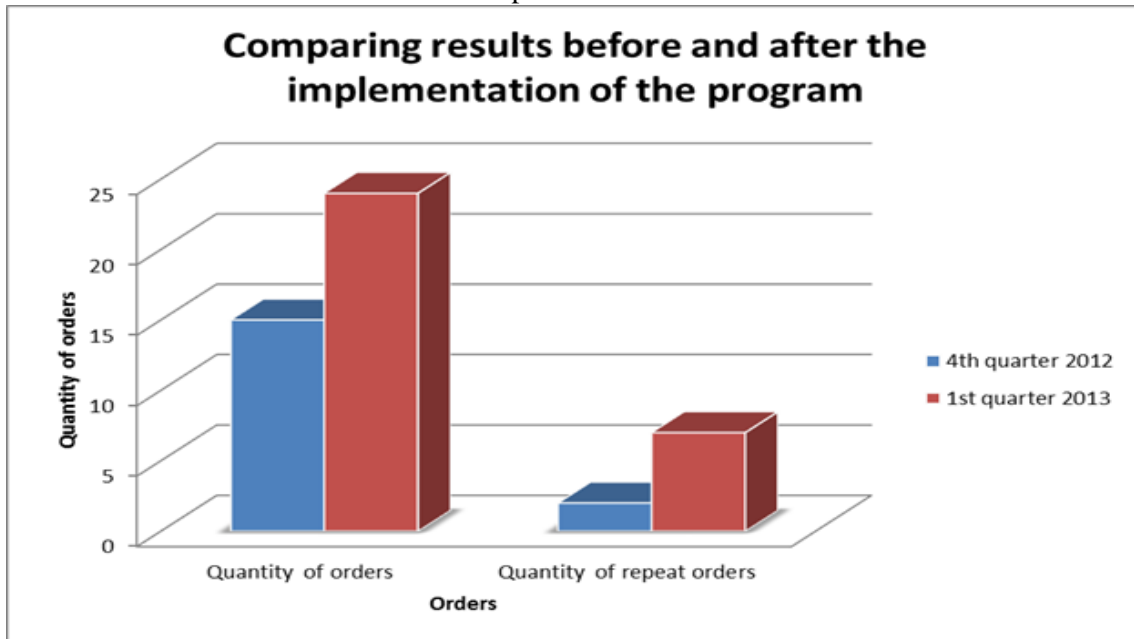 Comparing results before and after the
implementation of the program
Quantity of orders
25
20
15
10
5
0
Quantity of orders
Quantity of repeat orders
Orders
4th quarter 2012
1st quarter 2013